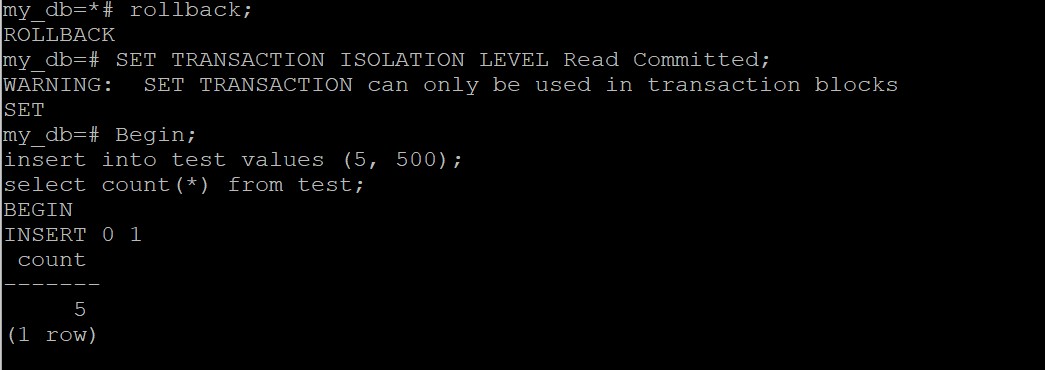 my_db=*# rollback;
ROLLBACK
my_db=# SET TRANSACTION ISOLATION LEVEL Read Committed;
WARNING:  SET TRANSACTION can only be used in transaction blocks
SET
my_db=# Begin;
insert into test values (5, 500);
select count(*) from test;
BEGIN
INSERT 0 1
 count
-------
     5
(1 row)